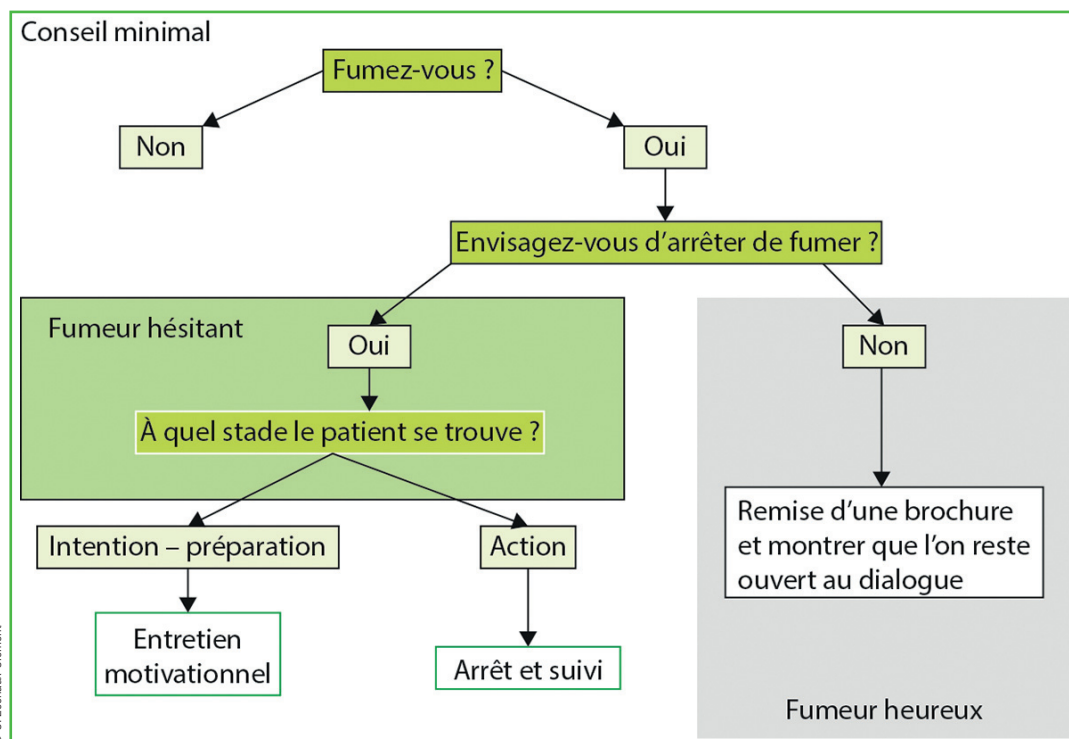 Conseil minimal
Fumez-vous ?
Non
Oui
Envisagez-vous d’arrêter de fumer ?
Fumeur hésitant
Oui
Non
À quel stade le patient se trouve ?
Intention – préparation
Action
Remise d’une brochure
et montrer que l’on reste
ouvert au dialogue
Entretien
motivationnel
Arrêt et suivi
Fumeur heureux